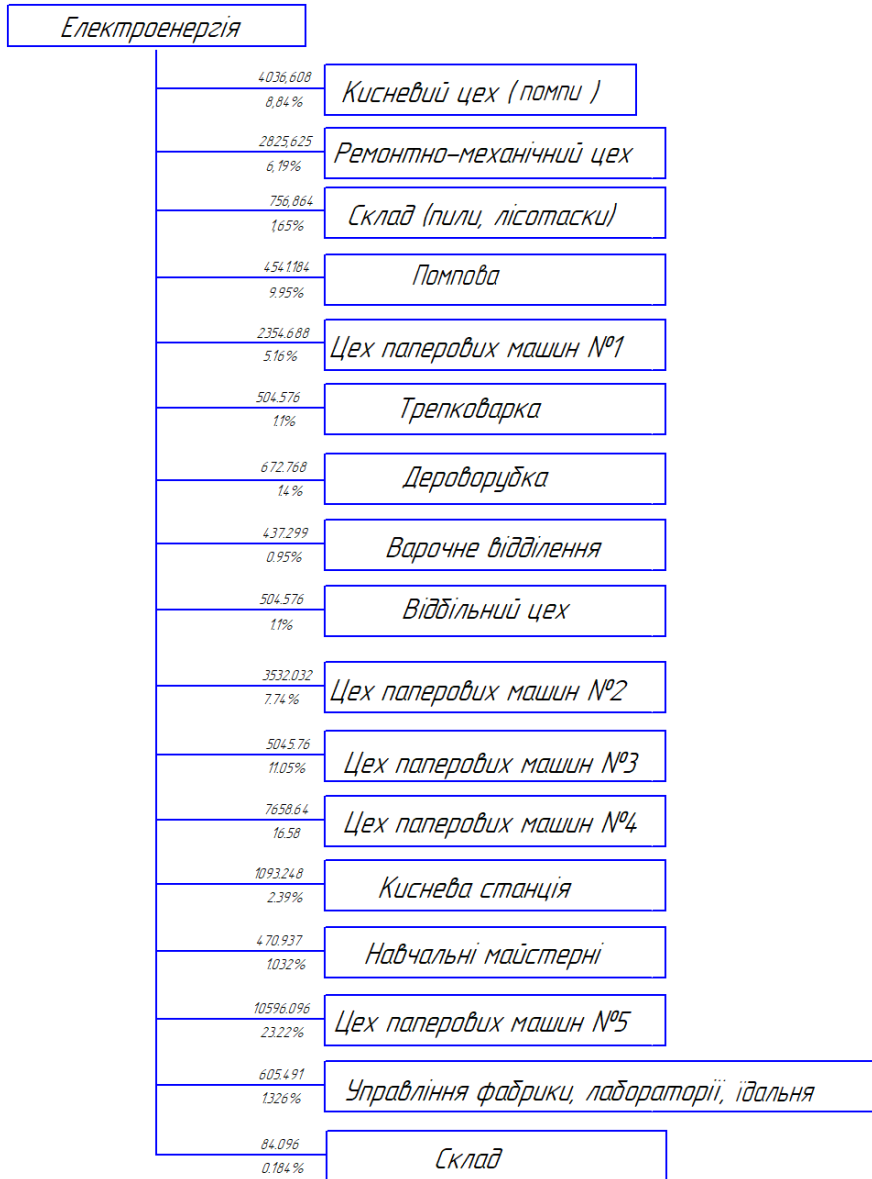 Електроенергія
4036,608
8,84%
Кисневий цех ( помпи )
2825,625
6,19%
Ремонтно-механічний цех
756,864
1.65%
Склад (пили, лісотаски)
4541.184
9.95%
Помпова
2354.688
5.16%
Цех паперових машин №1
504.576
1.1%
Трепковарка
672.768
1.4%
Дероворубка
437.299
0.95%
Варочне відділення
504.576
1.1%
Відбільний цех
3532.032
7.74%
Цех паперових машин №2
5045.76
11.05%
Цех паперових машин №3
7658.64
16.58
Цех паперових машин №4
1093.248
2.39%
Киснева станція
470.937
1.032%
Навчальні майстерні
10596.096
23.22%
Цех паперових машин №5
605.491
1.326%
Управління фабрики, лабораторії, їдальня
84.096
0.184%
Склад